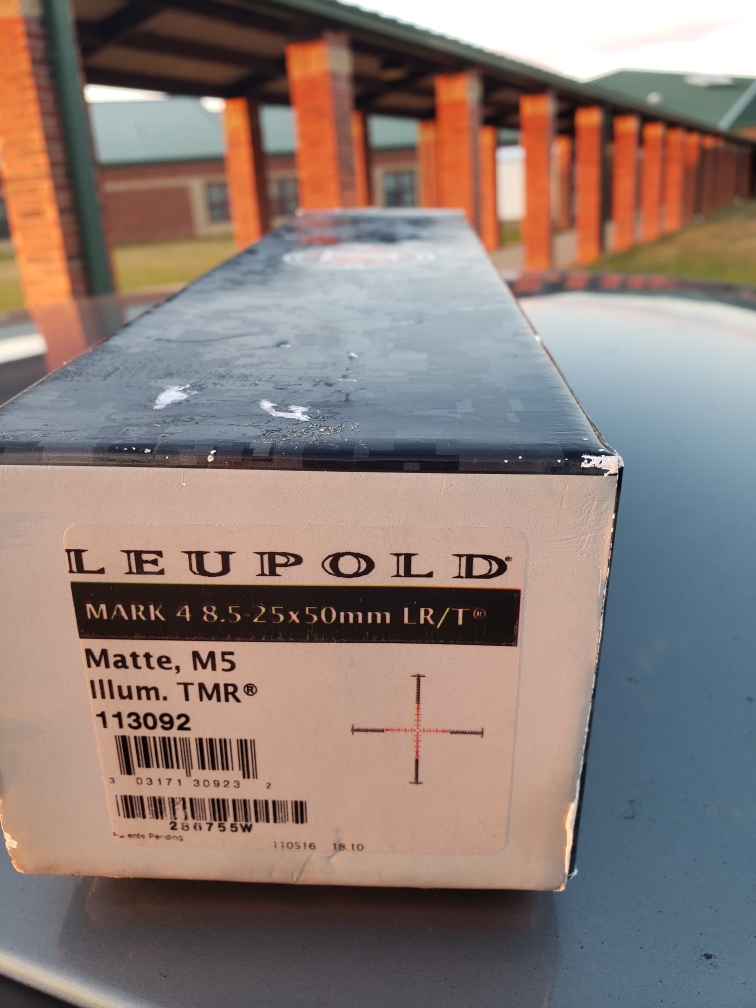 LEUPOLD®
MARK 4 8.5-25x50mm LR/T®
Matte, M5
Illum. TMR®
113092
3 03171 30923 2
286755W
Pending
110516 18.10